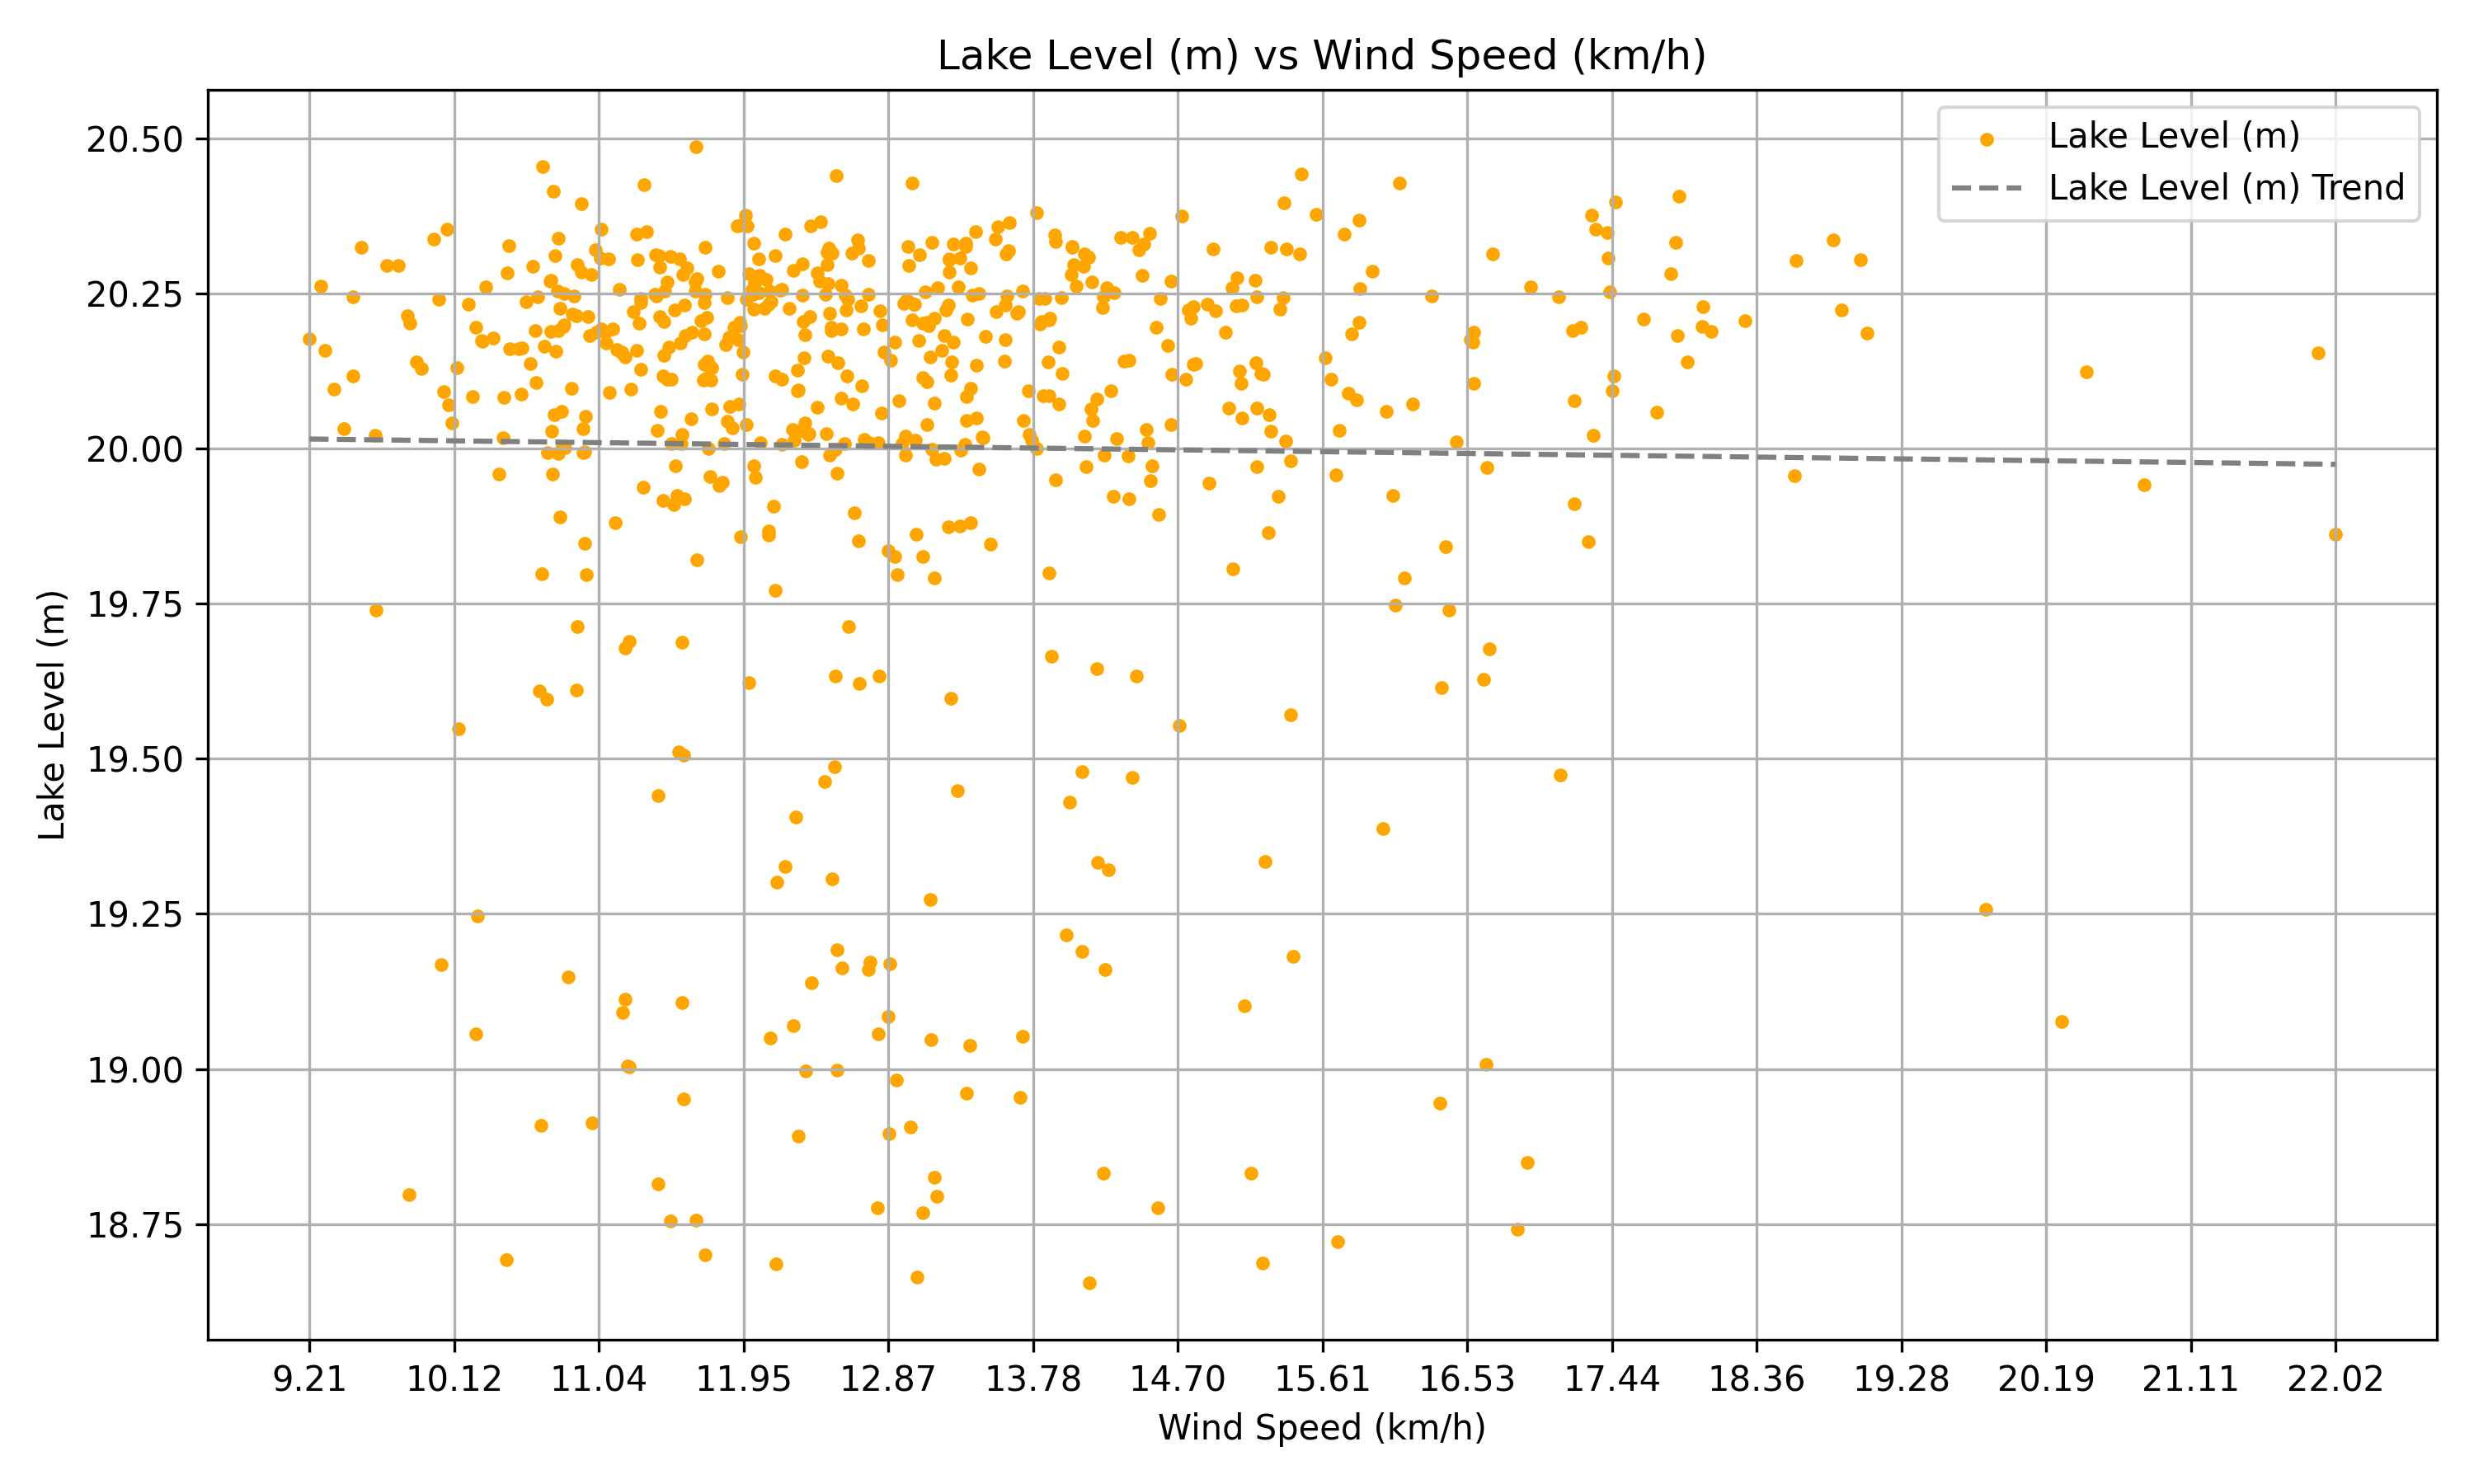 Lake Level (m) vs Wind Speed (km/h)
Lake Level (m)
Lake Level (m) Trend
Lake Level (m)
20.50
20.25
20.00
19.75
19.50
19.25
19.00
18.75
9.21 10.12 11.04 11.95 12.87 13.78 14.70 15.61 16.53 17.44 18.36 19.28 20.19 21.11 22.02
Wind Speed (km/h)